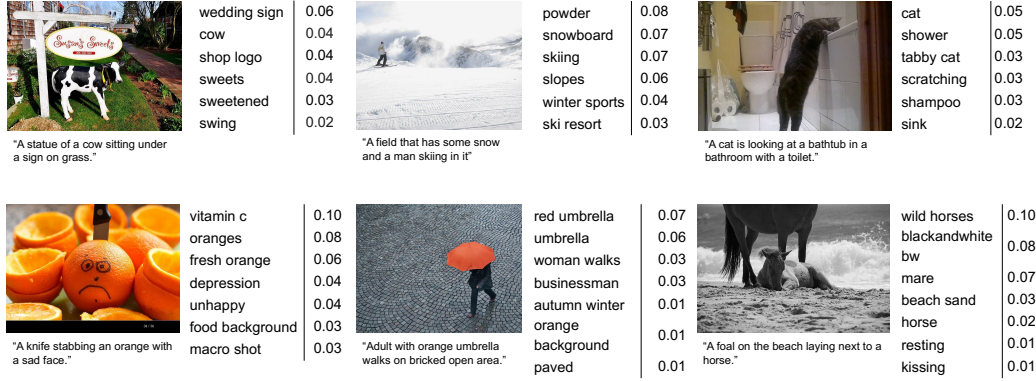 Susan's Sweets
wedding sign 0.06
cow 0.04
shop logo 0.04
sweets 0.04
sweetened 0.03
swing 0.02
"A statue of a cow sitting under
a sign on grass."
powder 0.08
snowboard 0.07
skiing 0.07
slopes 0.06
winter sports 0.04
ski resort 0.03
"A field that has some snow
and a man skiing in it"
cat 0.05
shower 0.05
tabby cat 0.03
scratching 0.03
shampoo 0.03
sink 0.02
"A cat is looking at a bathtub in a
bathroom with a toilet."
vitamin c 0.10
oranges 0.08
fresh orange 0.06
depression 0.04
unhappy 0.04
food background 0.03
macro shot 0.03
"A knife stabbing an orange with
a sad face."
red umbrella 0.07
umbrella 0.06
woman walks 0.03
businessman 0.03
autumn winter 0.01
orange
background 0.01
paved 0.01
"Adult with orange umbrella
walks on bricked open area."
wild horses 0.10
blackandwhite
bw 0.08
mare 0.07
beach sand 0.03
horse 0.02
resting 0.01
kissing 0.01
"A foal on the beach laying next to a
horse."